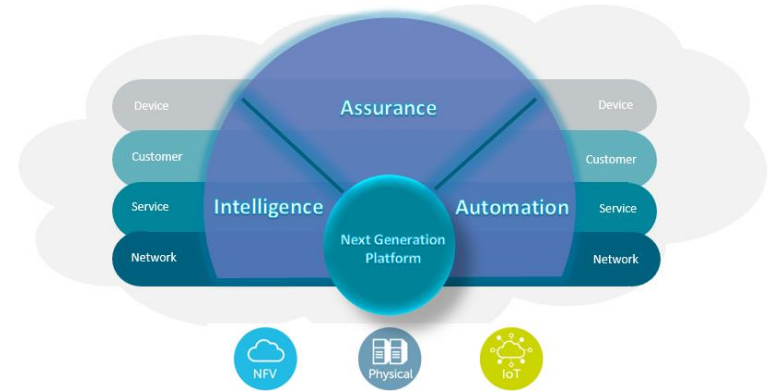 Device
Assurance
Device
Customer
Customer
Intelligence
Automation
Service
Service
Next Generation
Platform
Network
Network
NFV
Physical
IoT